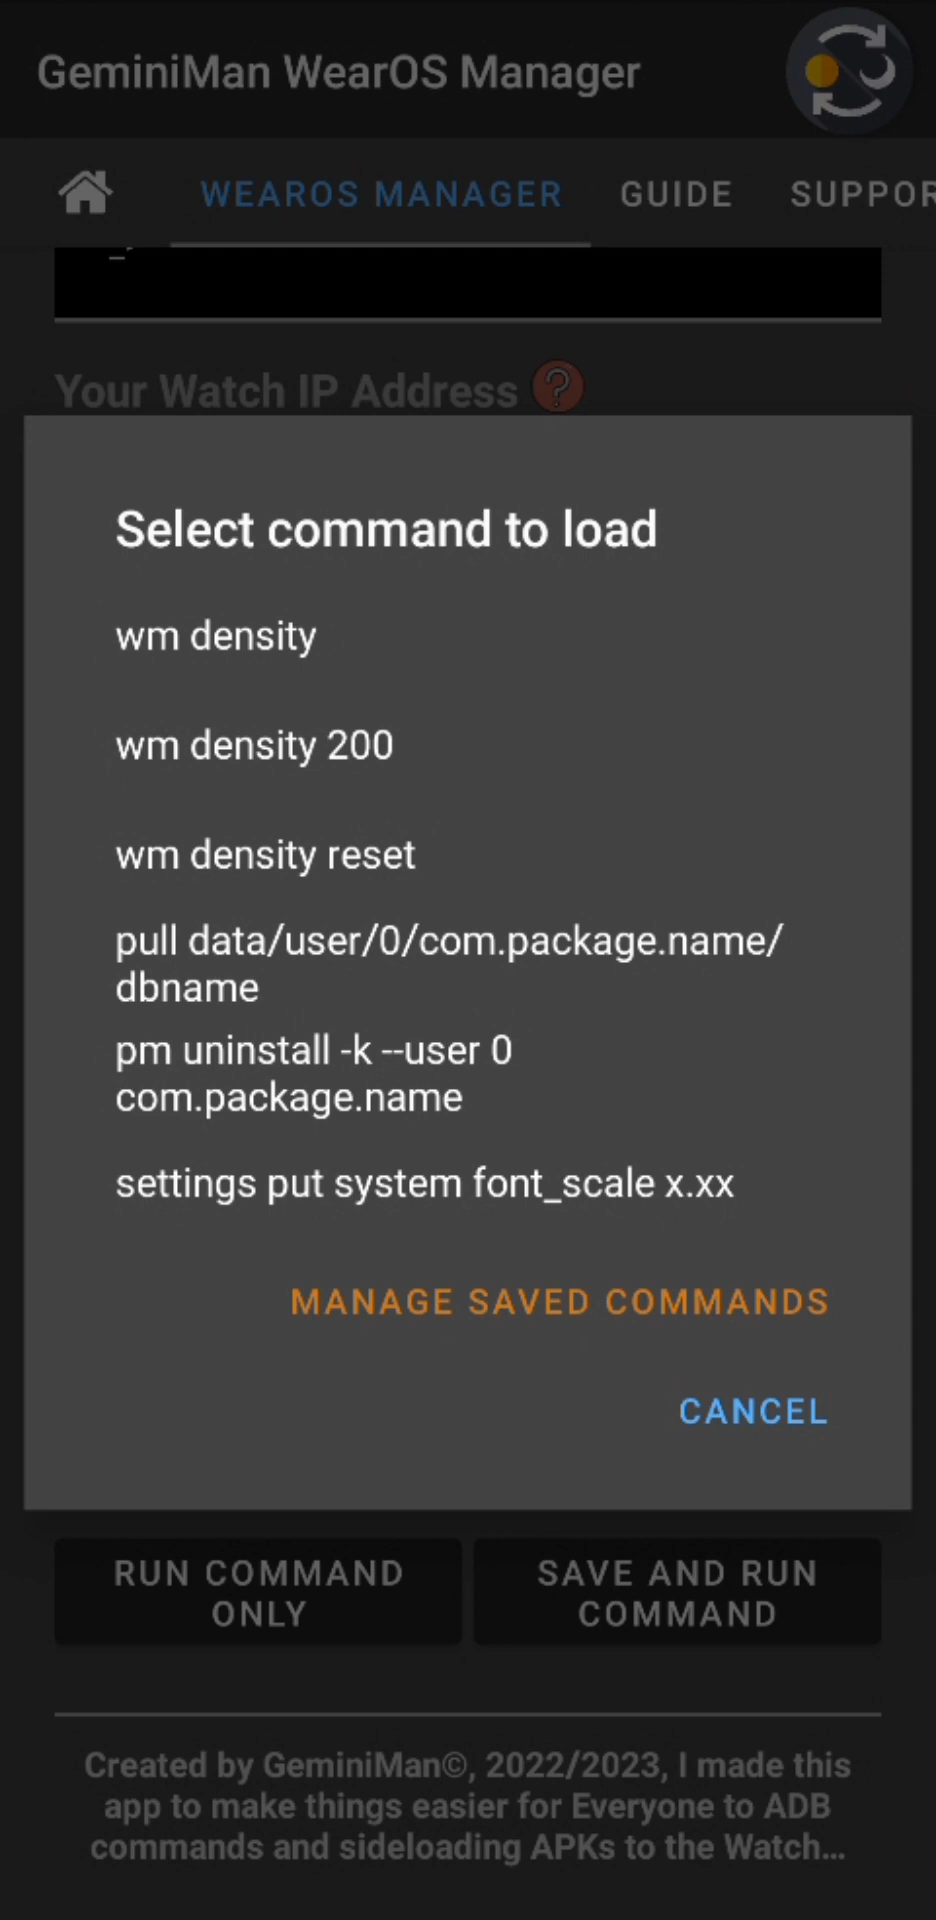 GeminiMan WearOS Manager
WEAROS MANAGER GUIDE SUPPOR
Your Watch IP Address ?
Select command to load
wm density
wm density 200
wm density reset
pull data/user/0/com.package.name/
dbname
pm uninstall -k --user 0
com.package.name
settings put system font_scale x.xx
MANAGE SAVED COMMANDS
CANCEL
RUN COMMAND
ONLY
SAVE AND RUN
COMMAND
Created by GeminiMan©, 2022/2023, I made this
app to make things easier for Everyone to ADB
commands and sideloading APKs to the Watch...